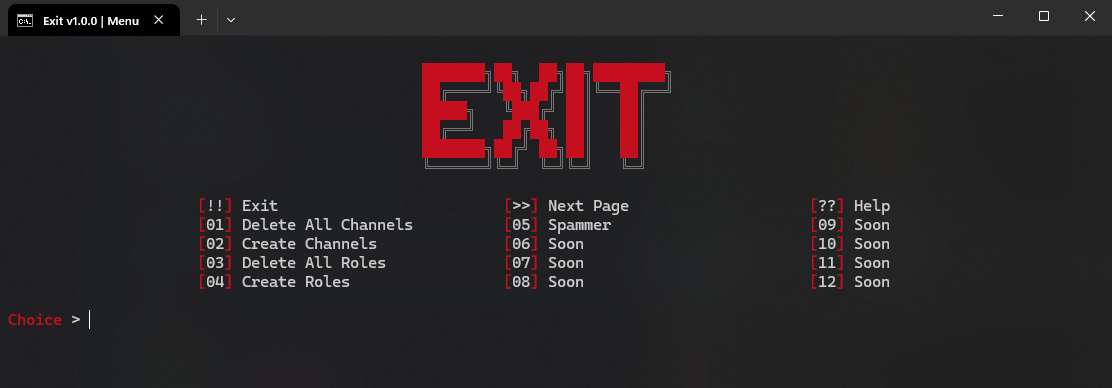 Exit v1.0.0 | Menu
EXIT
[!!] Exit [>>] Next Page [??] Help
[01] Delete All Channels [05] Spammer [09] Soon
[02] Create Channels [06] Soon [10] Soon
[03] Delete All Roles [07] Soon [11] Soon
[04] Create Roles [08] Soon [12] Soon
Choice >